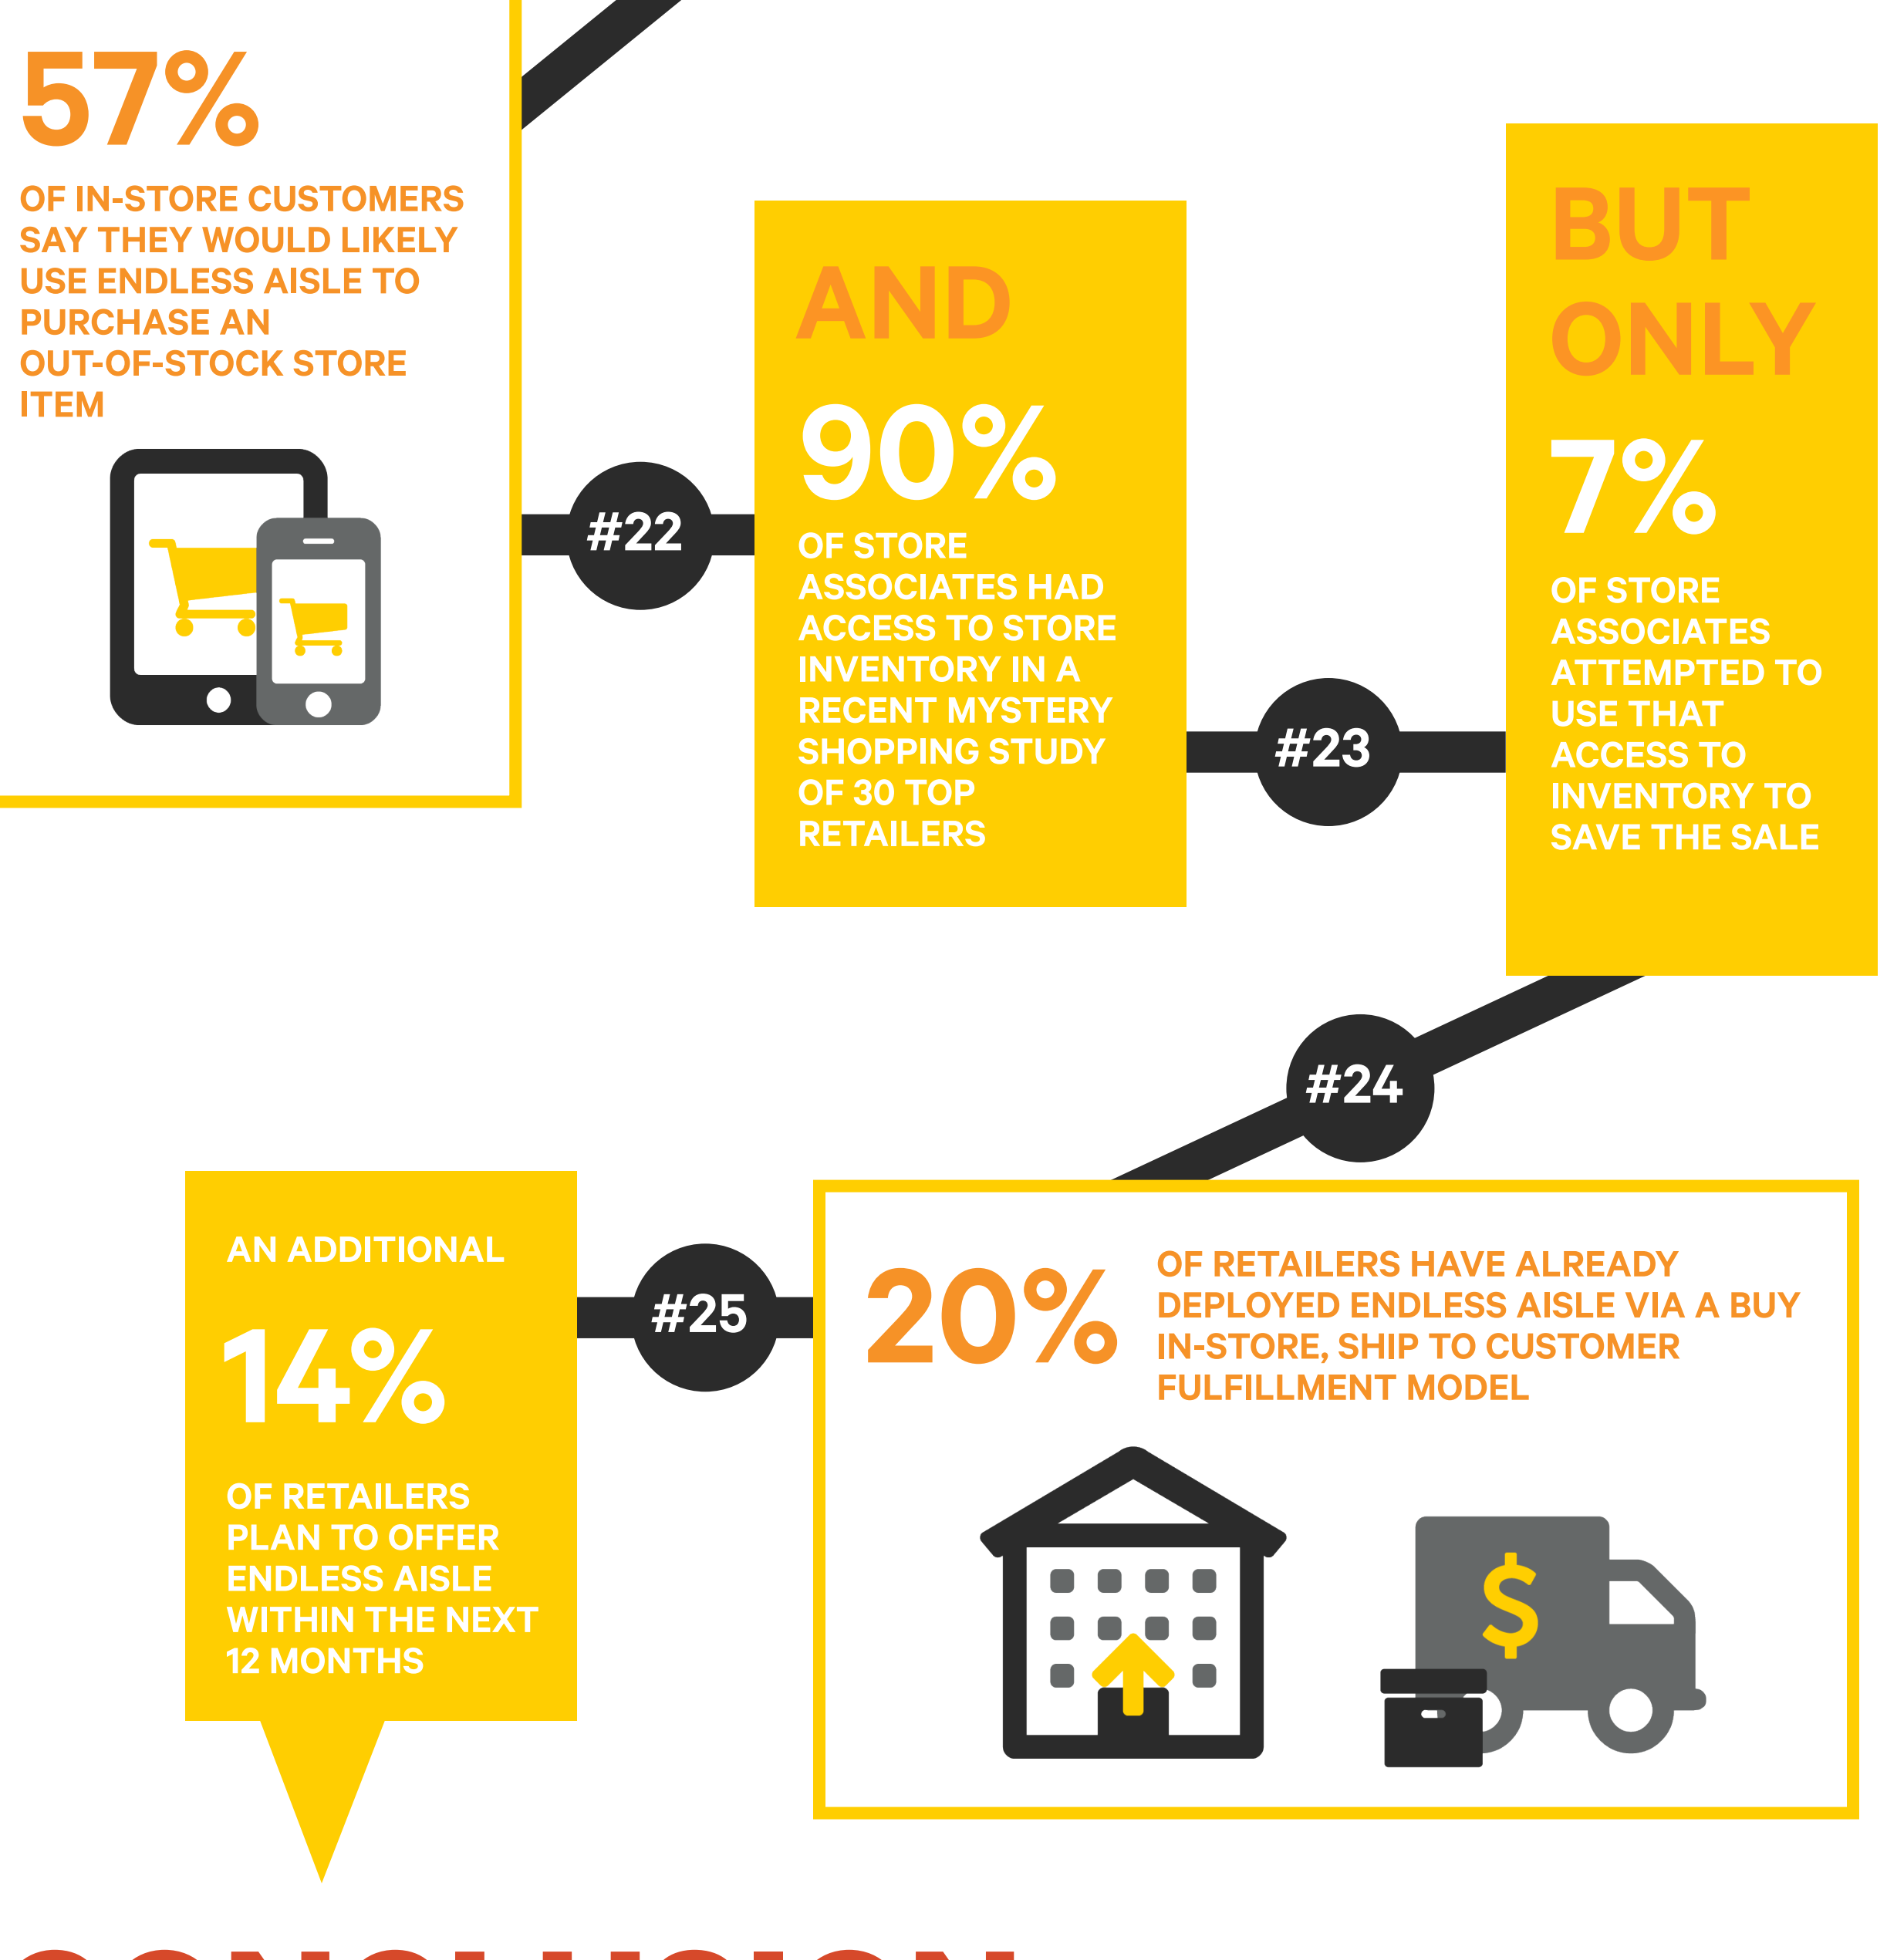 57%
OF IN-STORE CUSTOMERS
SAY THEY WOULD LIKELY
USE ENDLESS AISLE TO
PURCHASE AN
OUT-OF-STOCK STORE
ITEM
#22
AND
90%
OF STORE
ASSOCIATES HAD
ACCESS TO STORE
INVENTORY IN A
RECENT MYSTERY
SHOPPING STUDY
OF 30 TOP
RETAILERS
#23
BUT
ONLY
7%
OF STORE
ASSOCIATES
ATTEMPTED TO
USE THAT
ACCESS TO
INVENTORY TO
SAVE THE SALE
#24
20%
OF RETAILERS HAVE ALREADY
DEPLOYED ENDLESS AISLE VIA A BUY
IN-STORE, SHIP TO CUSTOMER
FULFILLMENT MODEL
$
#25
AN ADDITIONAL
14%
OF RETAILERS
PLAN TO OFFER
ENDLESS AISLE
WITHIN THE NEXT
12 MONTHS